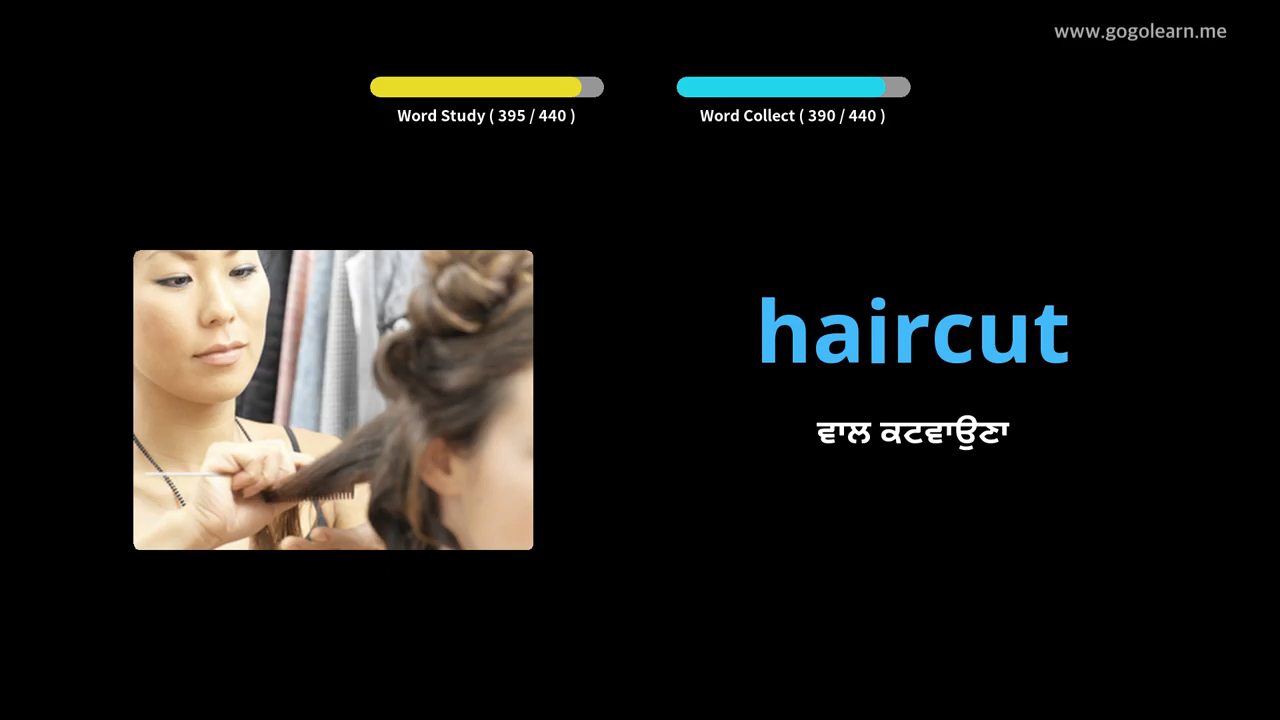 www.gogolearn.me
Word Study ( 395 / 440 )
Word Collect ( 390 / 440 )
haircut
ਵਾਲ ਕਟਵਾਉਣਾ